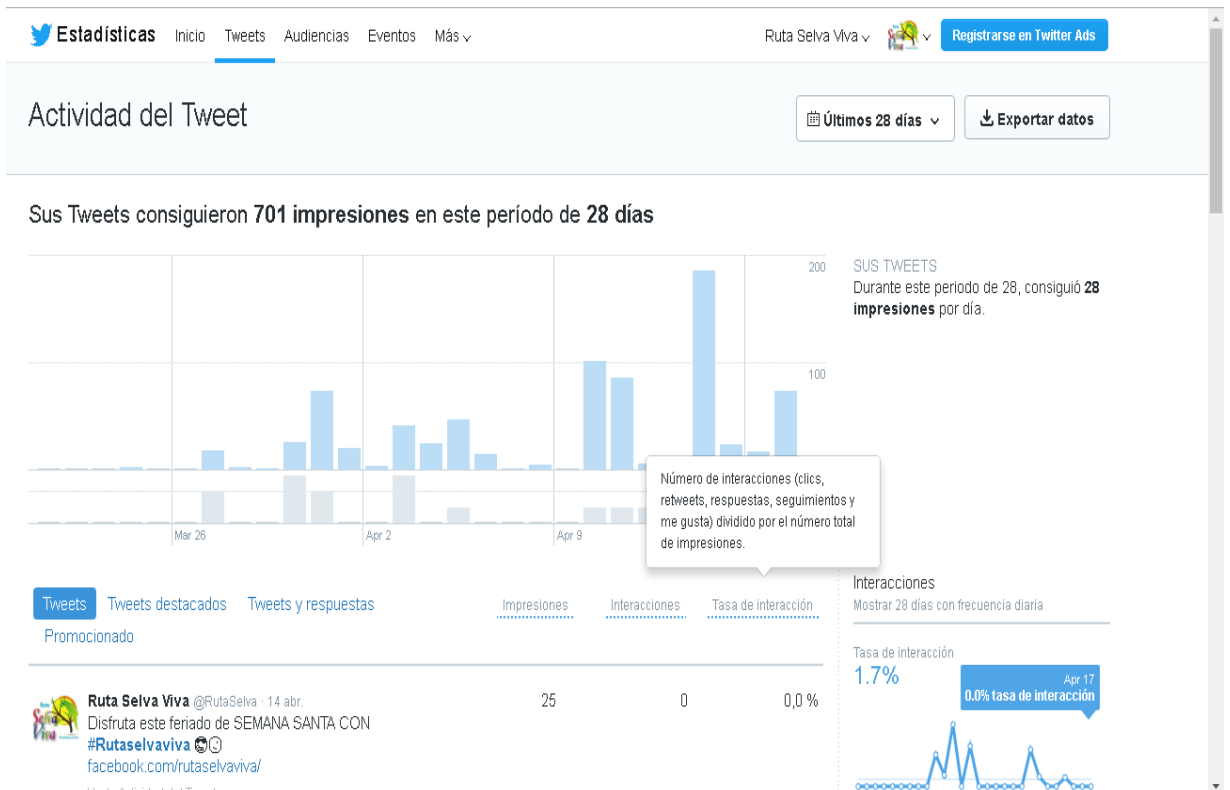 Estadísticas Inicio Tweets Audiencias Eventos Más Ruta Selva Viva Registrarse en Twitter Ads
Actividad del Tweet
Últimos 28 días
Exportar datos
Sus Tweets consiguieron 701 impresiones en este período de 28 días
200
100
Mar 26
Apr 2
Apr 9
SUS TWEETS
Durante este periodo de 28, consiguió 28
impresiones por día.
Número de interacciones (clics,
retweets, respuestas, seguimientos y
me gusta) dividido por el número total
de impresiones.
Tweets Tweets destacados Tweets y respuestas
Promocionado
Impresiones Interacciones Tasa de interacción
Ruta Selva Viva @RutaSelva · 14 abr.
Disfruta este feriado de SEMANA SANTA CON
#Rutaselvaviva
facebook.com/rutaselvaviva/
25 0 0,0 %
Interacciones
Mostrar 28 días con frecuencia diaria
Tasa de interacción
1.7%
Apr 17
0.0% tasa de interacción